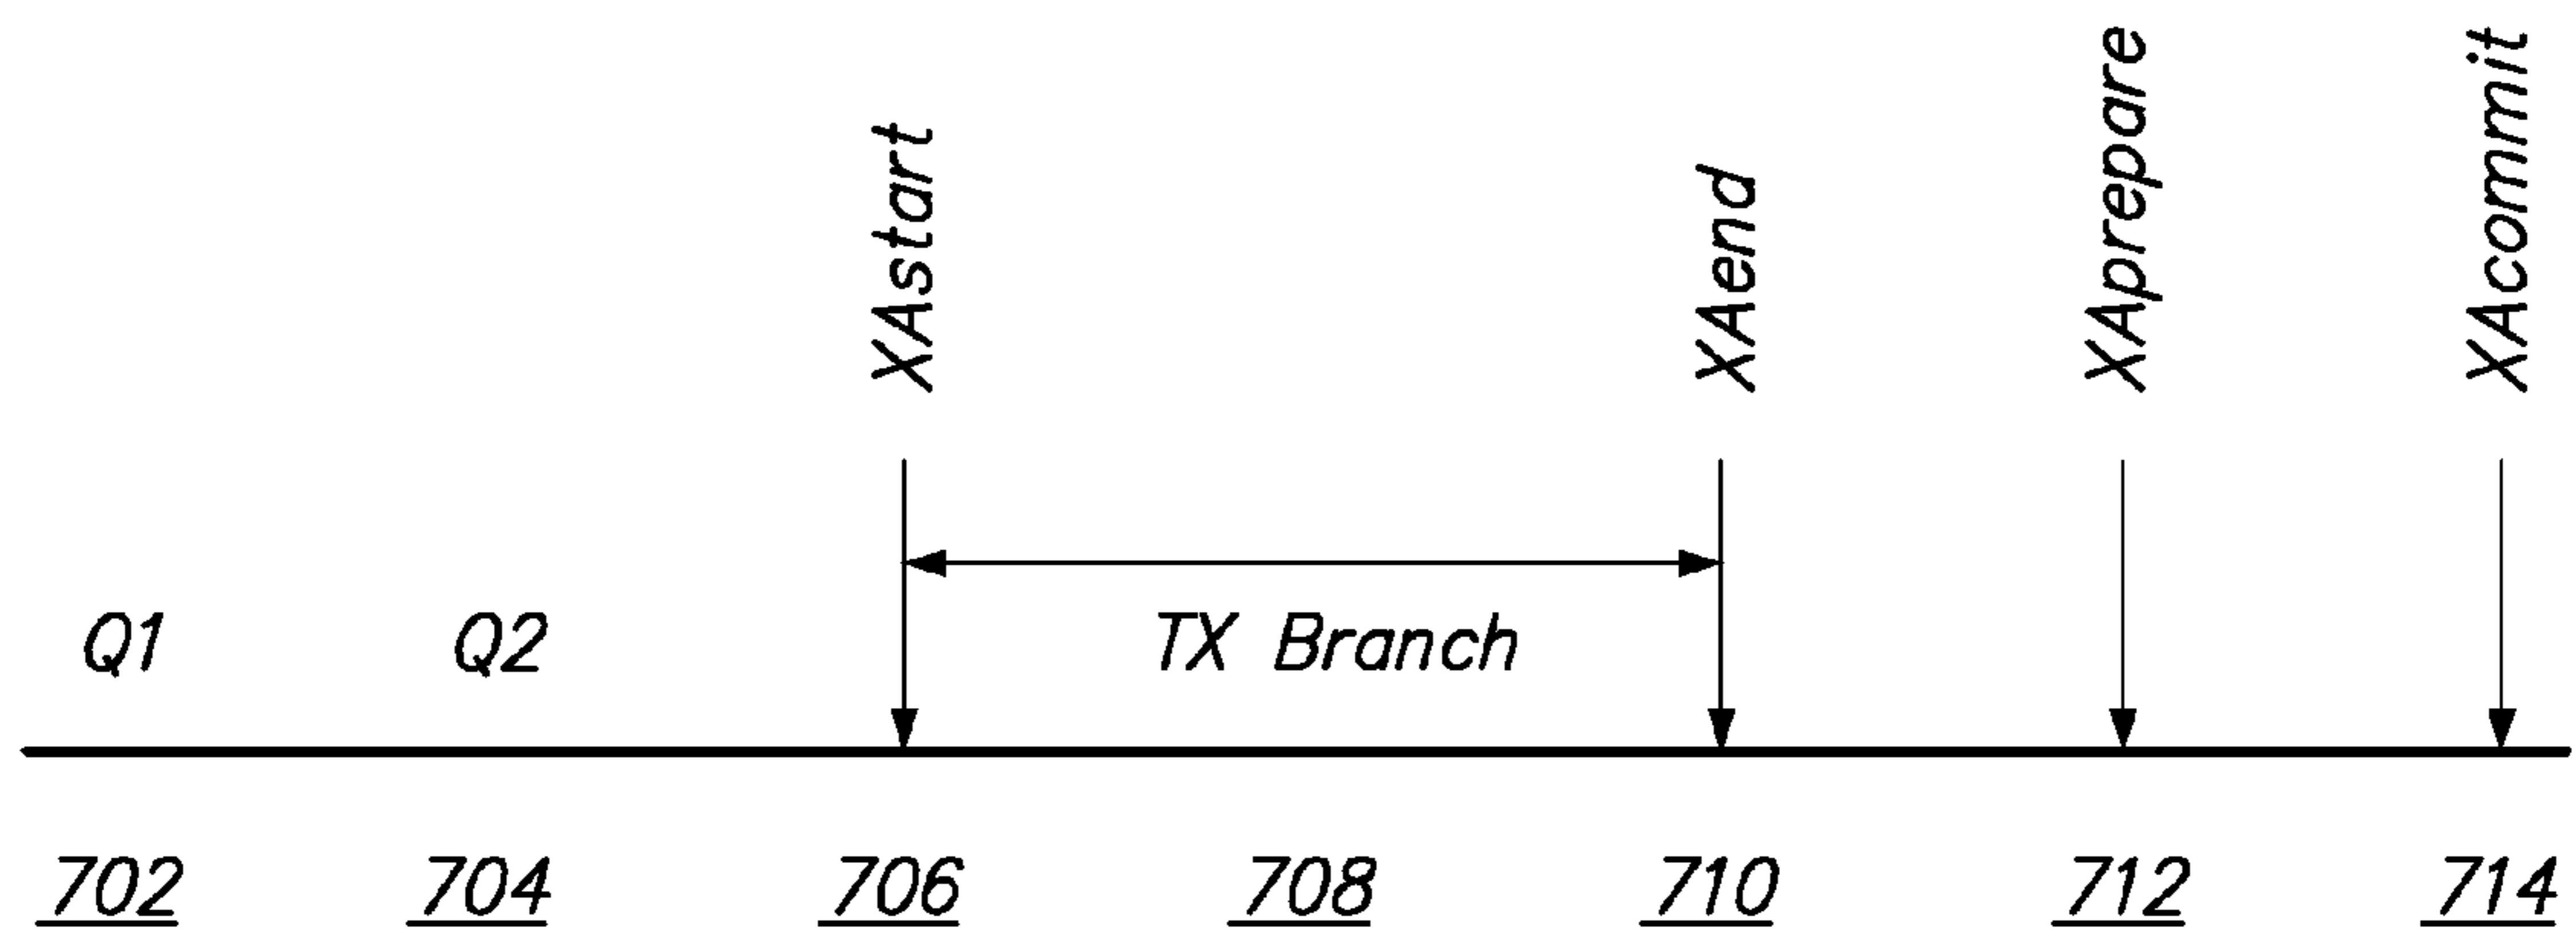 XAstart
XAend
XAprepare
XAcommit
Q1 Q2 TX Branch
702 704 706 708 710 712 714